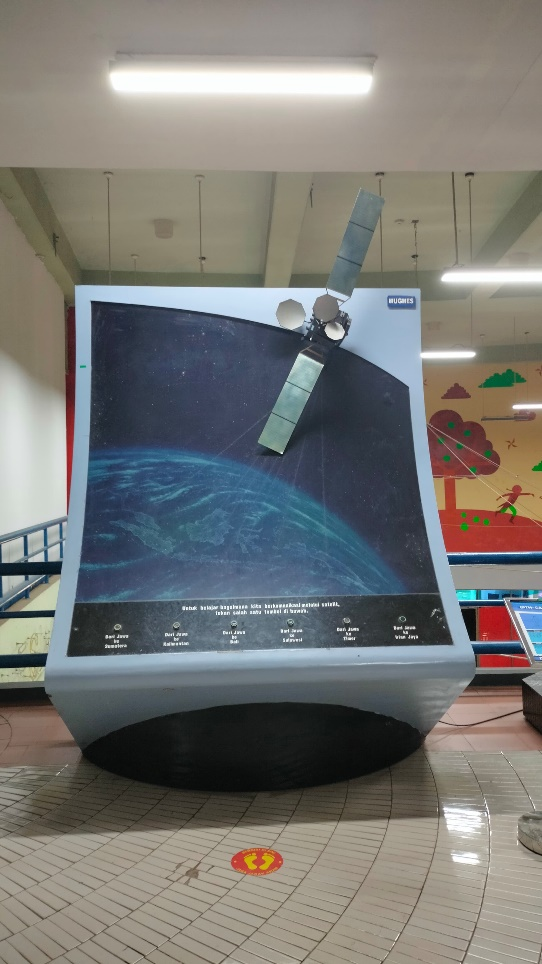 HUGHES
Untuk belajar bagaimana kita berkomunikasi melalui satelit,
tekan salah satu tombol di bawah.
Dari Jawa
ke
Sumatera
Dari Jawa
ke
Kalimantan
Dari Jawa
ke
Bali
Dari Jawa
ke
Sulawesi
Dari Jawa
ke
Timor
Dari Jawa
ke
Irian Jaya